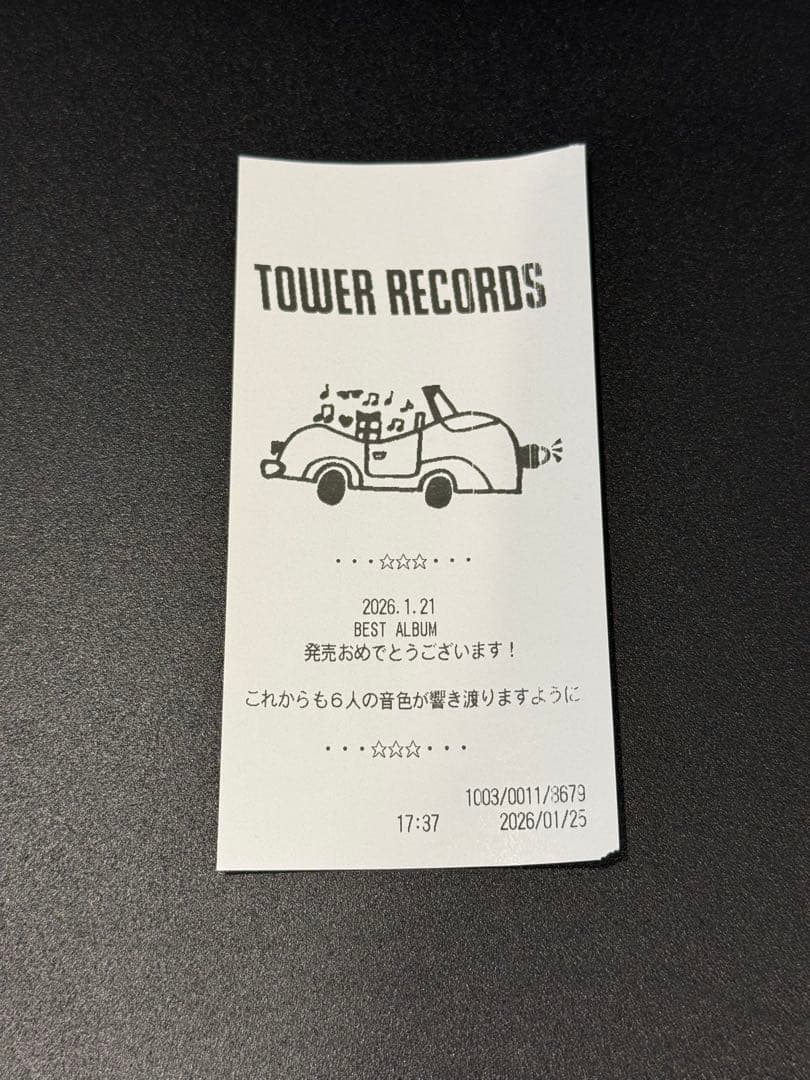 TOWER RECORDS
・・・☆☆☆・・・
2026.1.21
BEST ALBUM
発売おめでとうございます！
これからも６人の音色が響き渡りますように
・・・☆☆☆・・・
1003/0011/8679
17:37 2026/01/25